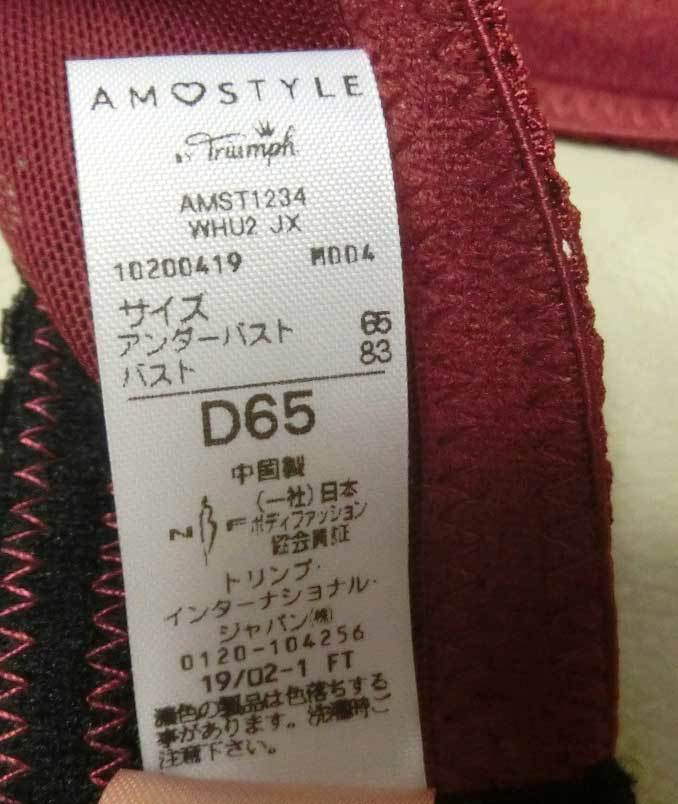 AMOSTYLE
BY Triumph
AMST1234
WHU2 JX
10200419 M004
サイズ
アンダーバスト 65
バスト 83
D65
中国製
(一社)日本
NBF ボディファッション
協会員証
トリンプ・
インターナショナル・
ジャパン(株)
0120-104256
19/02-1 FT
濃色の製品は色落ちする
事があります。洗濯時ご
注意下さい。